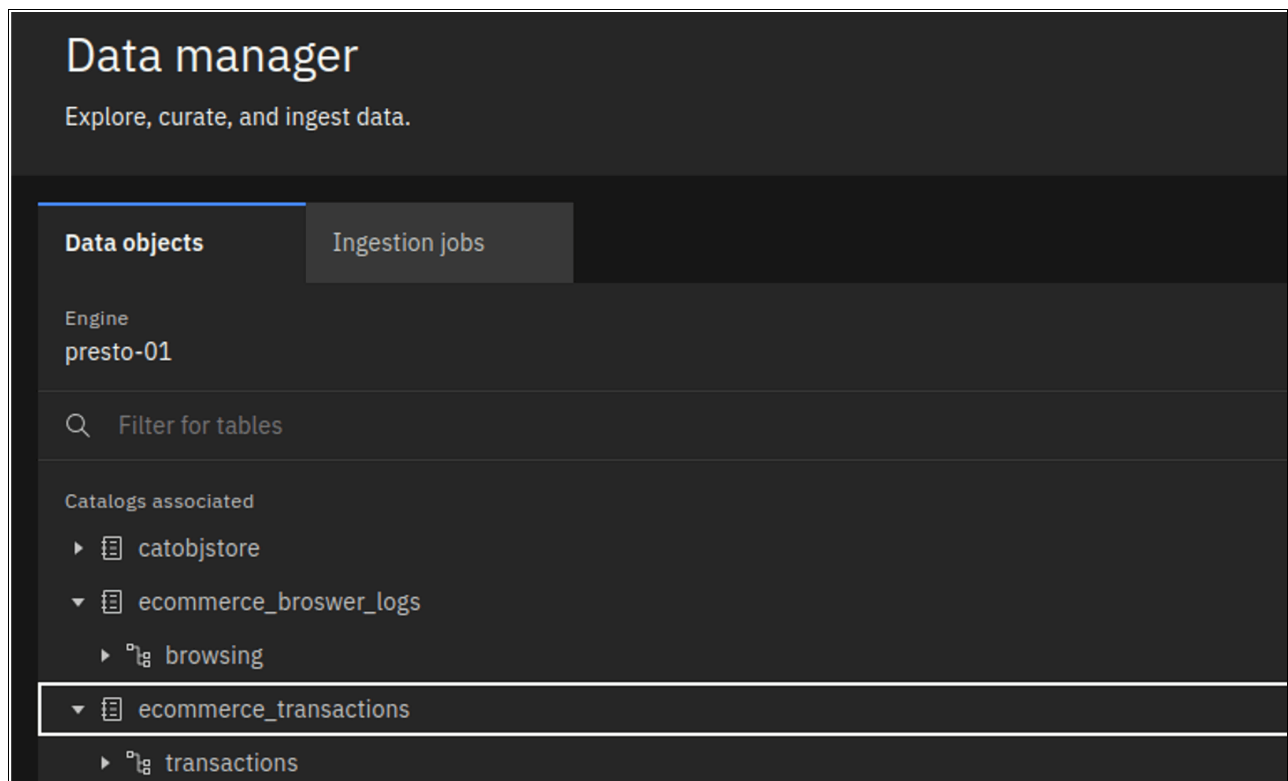 Data manager
Explore, curate, and ingest data.
Data objects
Ingestion jobs
Engine
presto-01
Filter for tables
Catalogs associated
catobjstore
ecommerce_broswer_logs
browsing
ecommerce_transactions
transactions